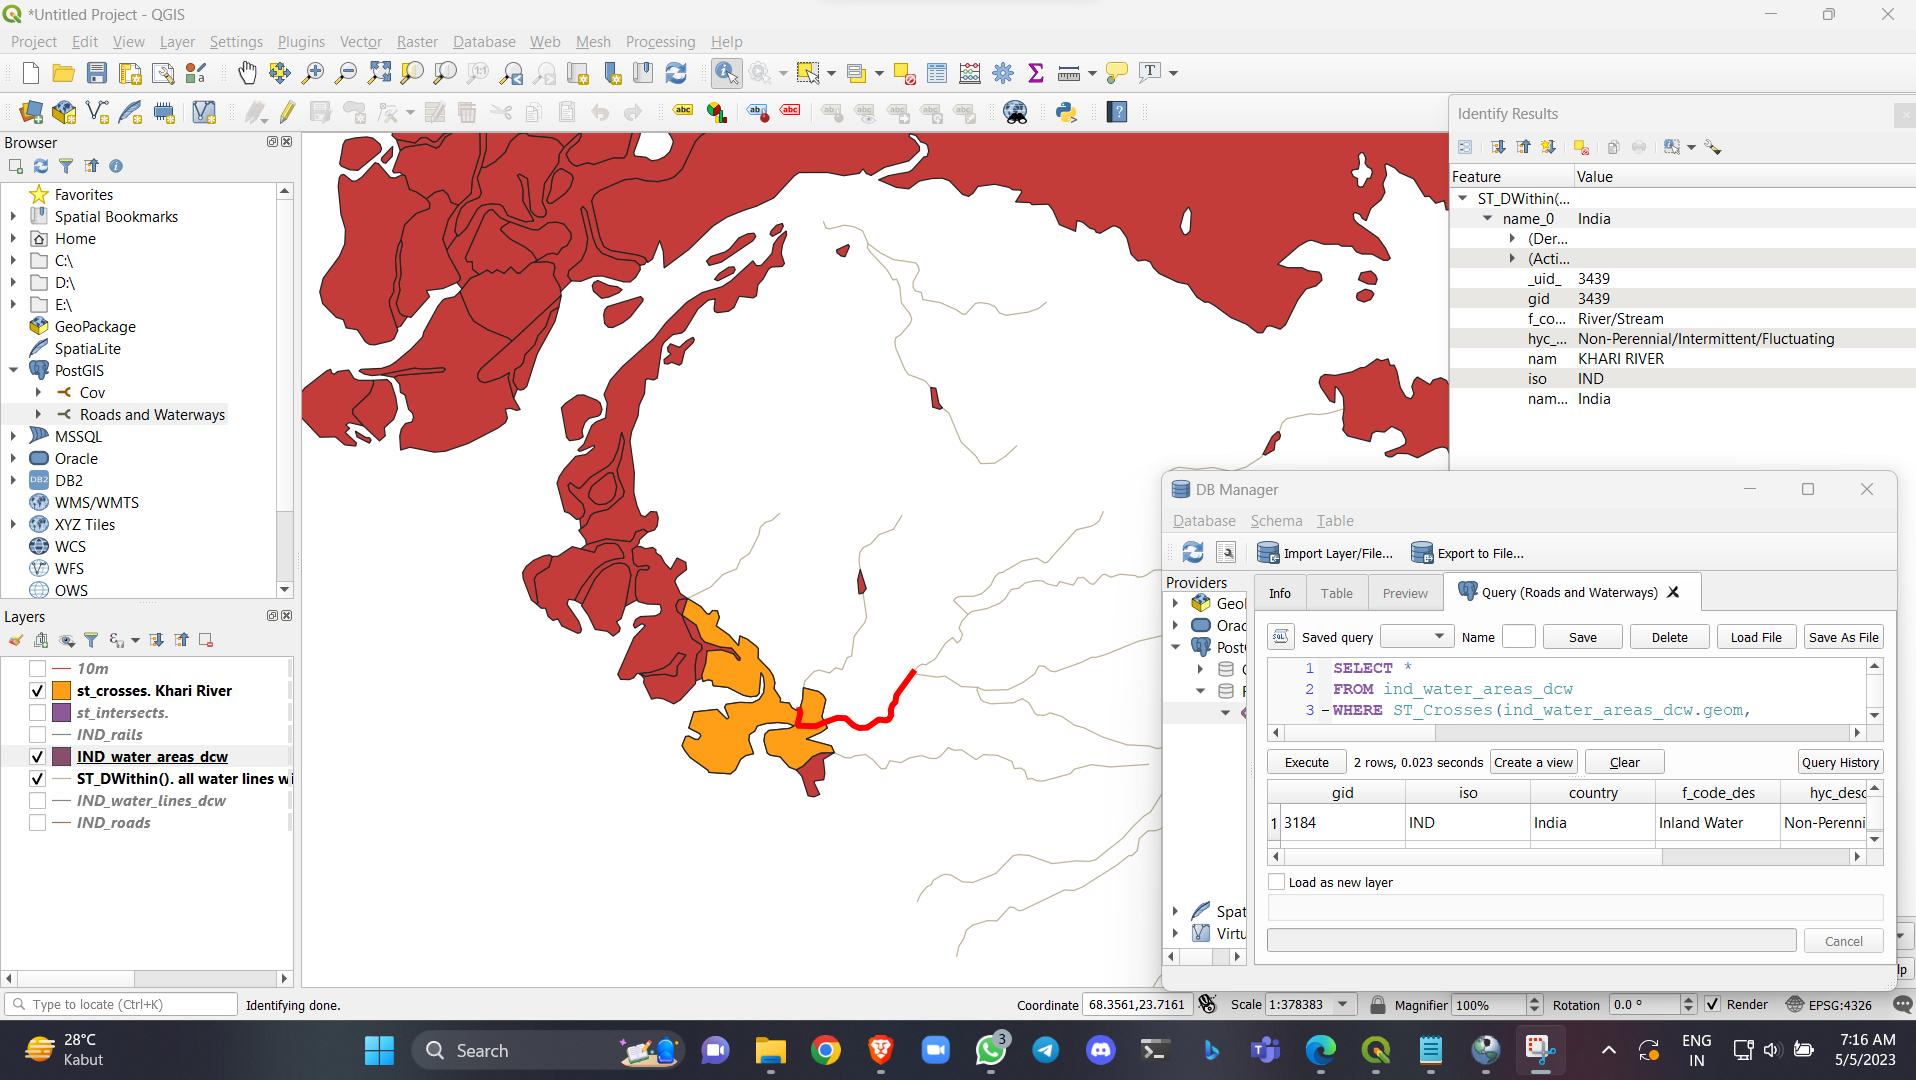 *Untitled Project - QGIS
Project Edit View Layer Settings Plugins Vector Raster Database Web Mesh Processing Help
Browser
Favorites
Spatial Bookmarks
Home
C:\
D:\
E:\
GeoPackage
SpatiaLite
PostGIS
Cov
Roads and Waterways
MSSQL
Oracle
DB2
WMS/WMTS
XYZ Tiles
WCS
WFS
OWS
Layers
10m
st_crosses. Khari River
st_intersects.
IND_rails
IND_water_areas_dcw
ST_DWithin(). all water lines wi
IND_water_lines_dcw
IND_roads
Identify Results
Feature Value
ST_DWithin(...
name_0 India
(Der...
(Acti...
_uid_ 3439
gid 3439
f_co... River/Stream
hyc_... Non-Perennial/Intermittent/Fluctuating
nam KHARI RIVER
iso IND
nam... India
DB Manager
Database Schema Table
Import Layer/File... Export to File...
Providers
Info Table Preview Query (Roads and Waterways)
Saved query Name Save Delete Load File Save As File
1 SELECT *
2 FROM ind_water_areas_dcw
3 WHERE ST_Crosses(ind_water_areas_dcw.geom,
Execute 2 rows, 0.023 seconds Create a view Clear Query History
gid iso country f_code_des hyc_desc
1 3184 IND India Inland Water Non-Perenni
Load as new layer
Cancel
Type to locate (Ctrl+K) Identifying done. Coordinate 68.3561,23.7161 Scale 1:378383 Magnifier 100% Rotation 0.0 ° Render EPSG:4326
28°C
Kabut
Search
3
ENG
IN
7:16 AM
5/5/2023